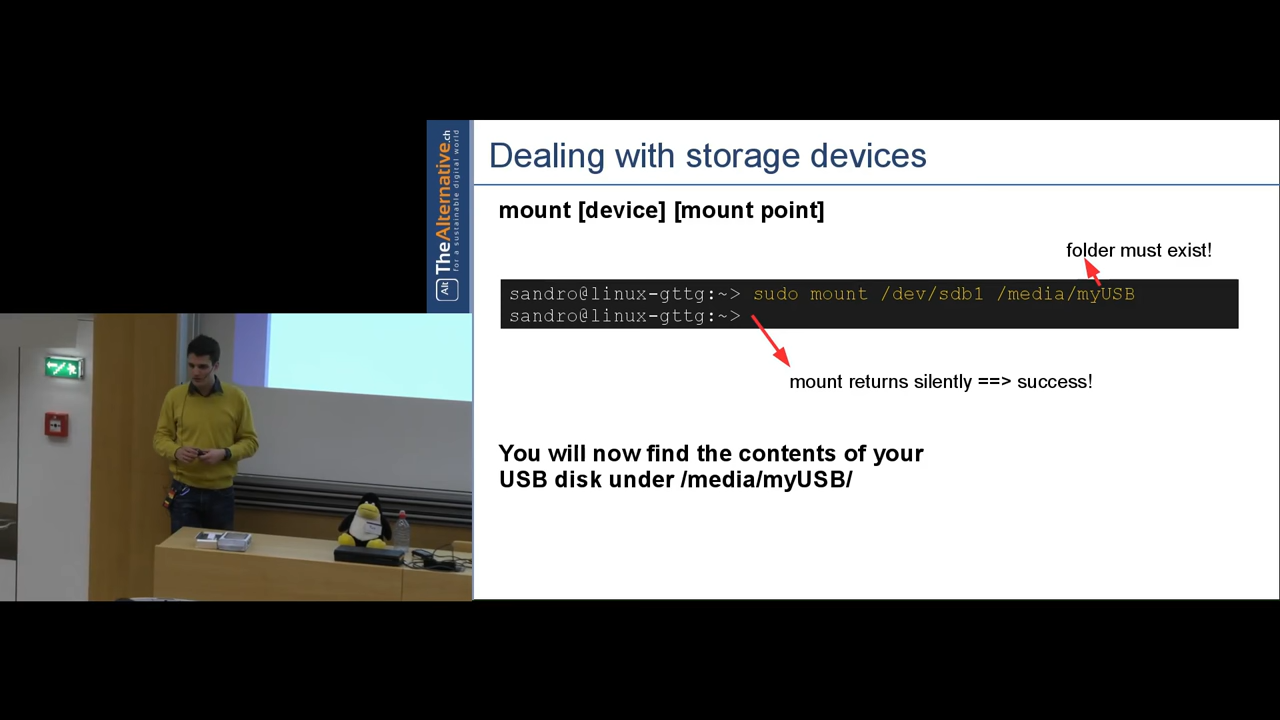 Dealing with storage devices
mount [device] [mount point]
folder must exist!
sandro@linux-gttg:~> sudo mount /dev/sdb1 /media/myUSB
sandro@linux-gttg:~>
mount returns silently ==> success!
You will now find the contents of your
USB disk under /media/myUSB/
Alt TheAlternative.ch
for a sustainable digital world